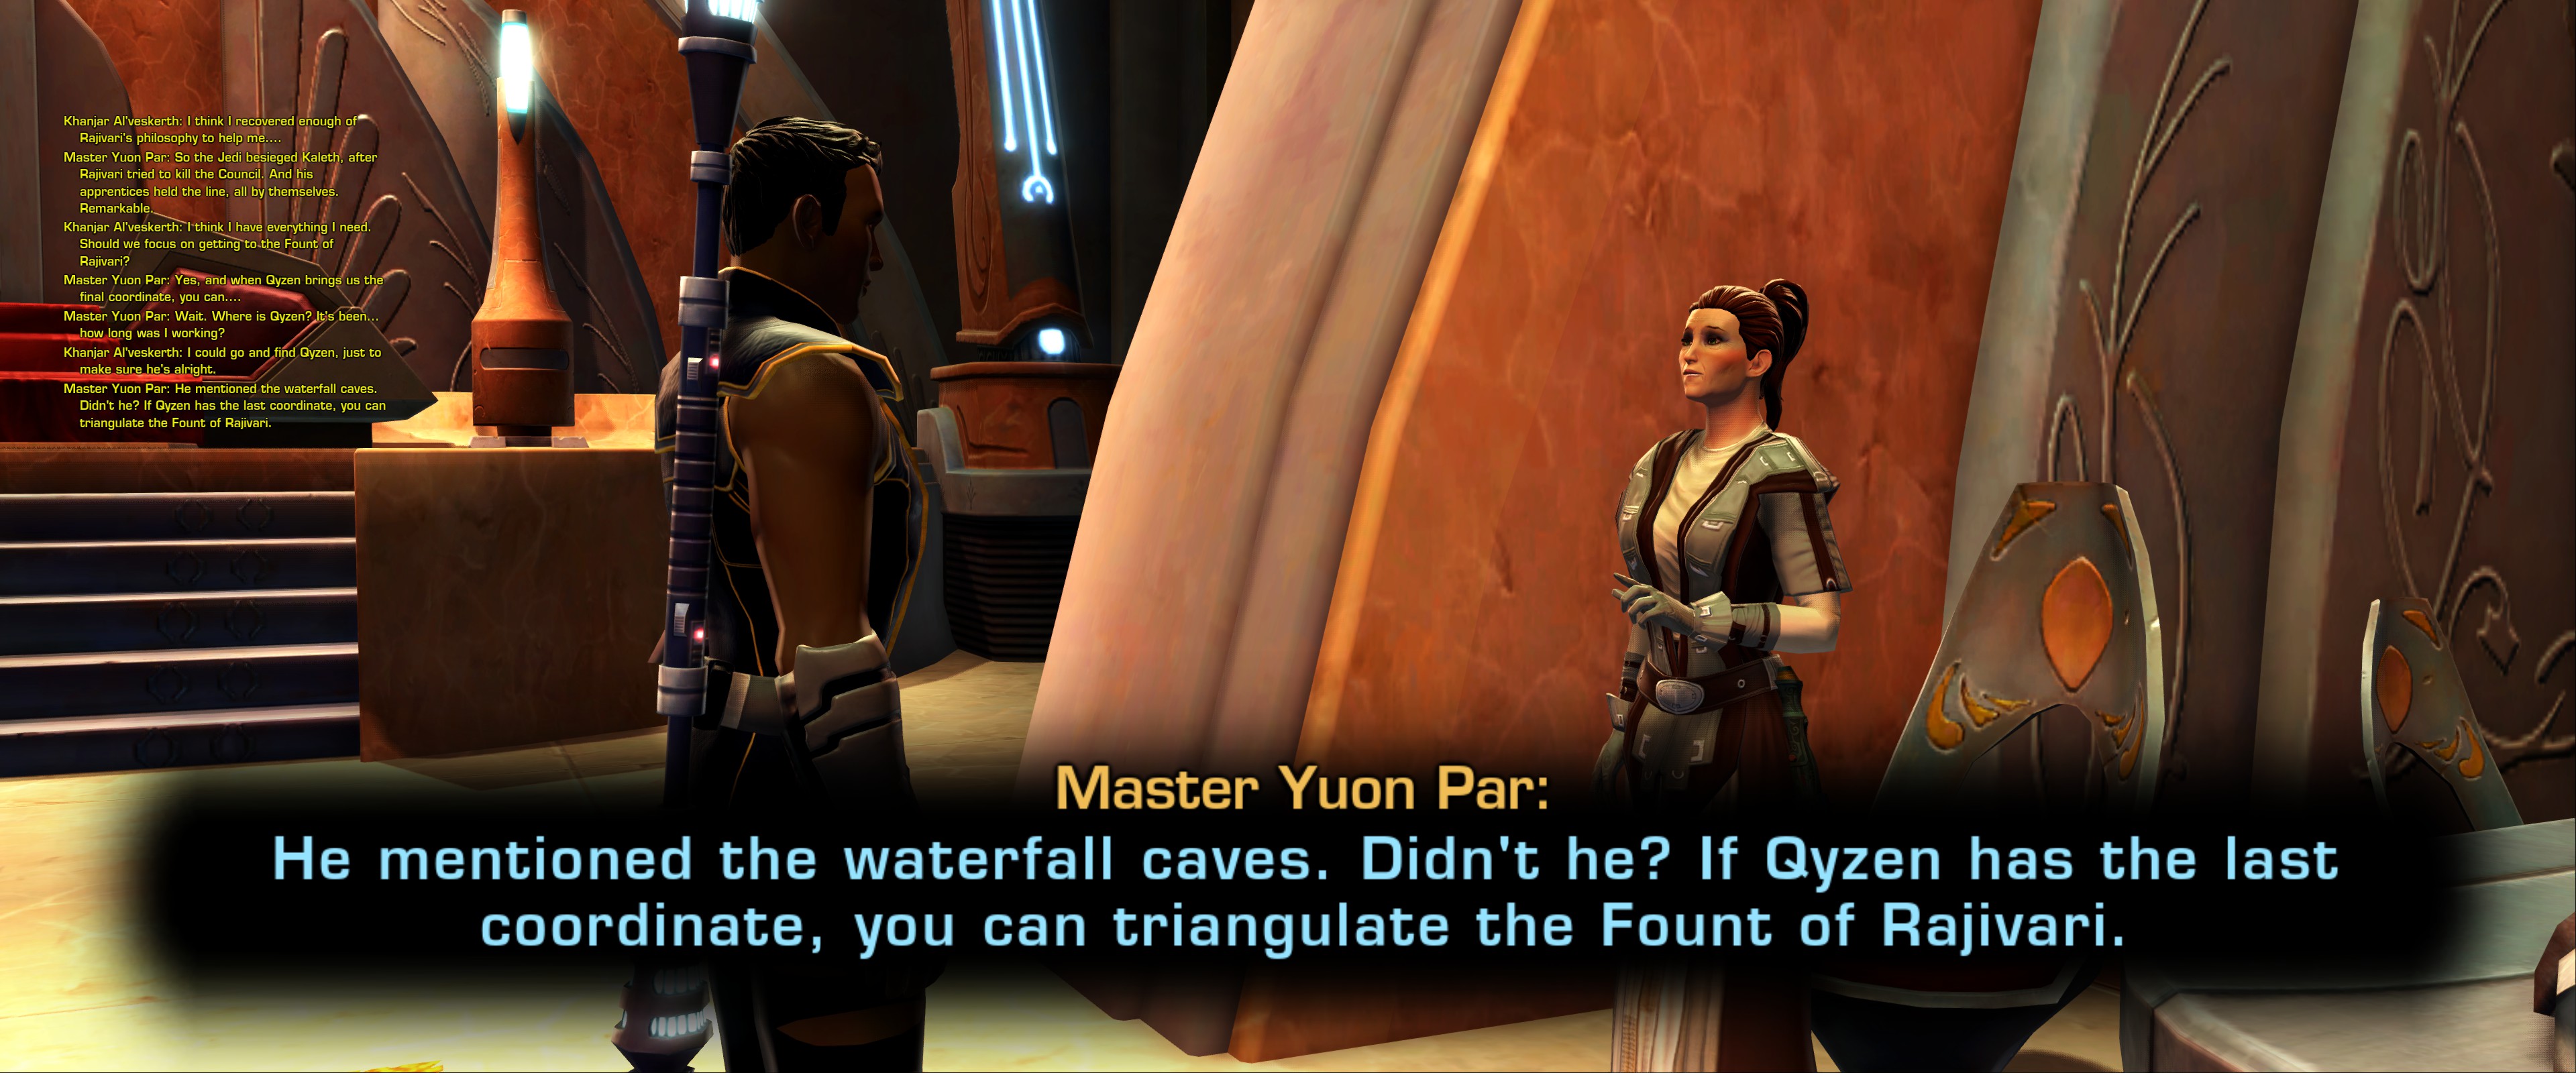 Khanjar Al'veskerth: I think I recovered enough of
Rajivari's philosophy to help me....
Master Yuon Par: So the Jedi besieged Kaleth, after
Rajivari tried to kill the Council. And his
apprentices held the line, all by themselves.
Remarkable.
Khanjar Al'veskerth: I think I have everything I need.
Should we focus on getting to the Fount of
Rajivari?
Master Yuon Par: Yes, and when Qyzen brings us the
final coordinate, you can....
Master Yuon Par: Wait. Where is Qyzen? It's been...
how long was I working?
Khanjar Al'veskerth: I could go and find Qyzen, just to
make sure he's alright.
Master Yuon Par: He mentioned the waterfall caves.
Didn't he? If Qyzen has the last coordinate, you can
triangulate the Fount of Rajivari.
Master Yuon Par:
He mentioned the waterfall caves. Didn't he? If Qyzen has the last
coordinate, you can triangulate the Fount of Rajivari.